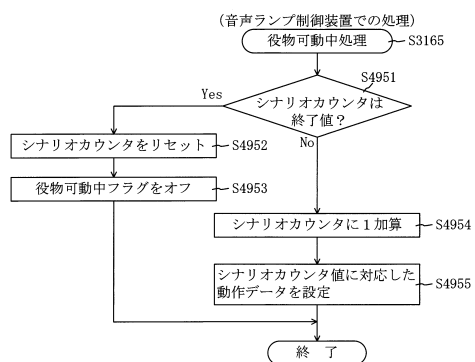 (音声ランプ制御装置での処理)
役物可動中処理
S3165
S4951
シナリオカウンタは
終了値？
Yes
No
シナリオカウンタをリセット
S4952
役物可動中フラグをオフ
S4953
シナリオカウンタに1加算
S4954
シナリオカウンタ値に対応した
動作データを設定
S4955
終 了